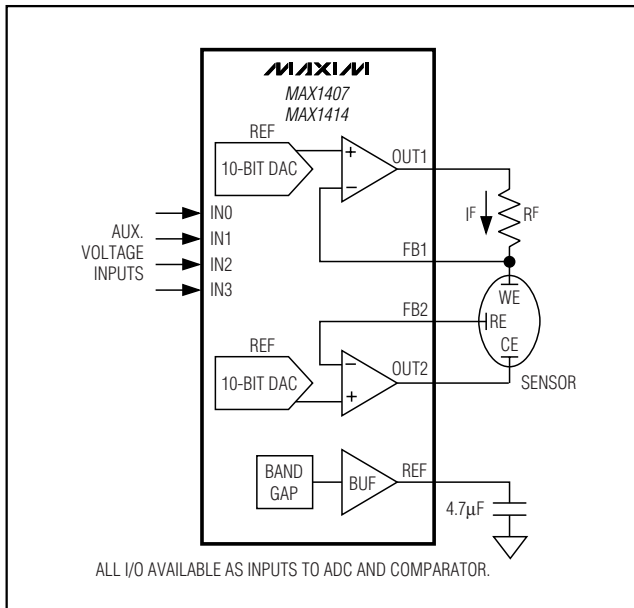 MAXIM
MAX1407
MAX1414
REF
10-BIT DAC
+
−
OUT1
IF
RF
AUX.
VOLTAGE
INPUTS
IN0
IN1
IN2
IN3
FB1
WE
FB2
RE
CE
REF
10-BIT DAC
−
+
OUT2
SENSOR
BAND
GAP
BUF
REF
4.7µF
ALL I/O AVAILABLE AS INPUTS TO ADC AND COMPARATOR.